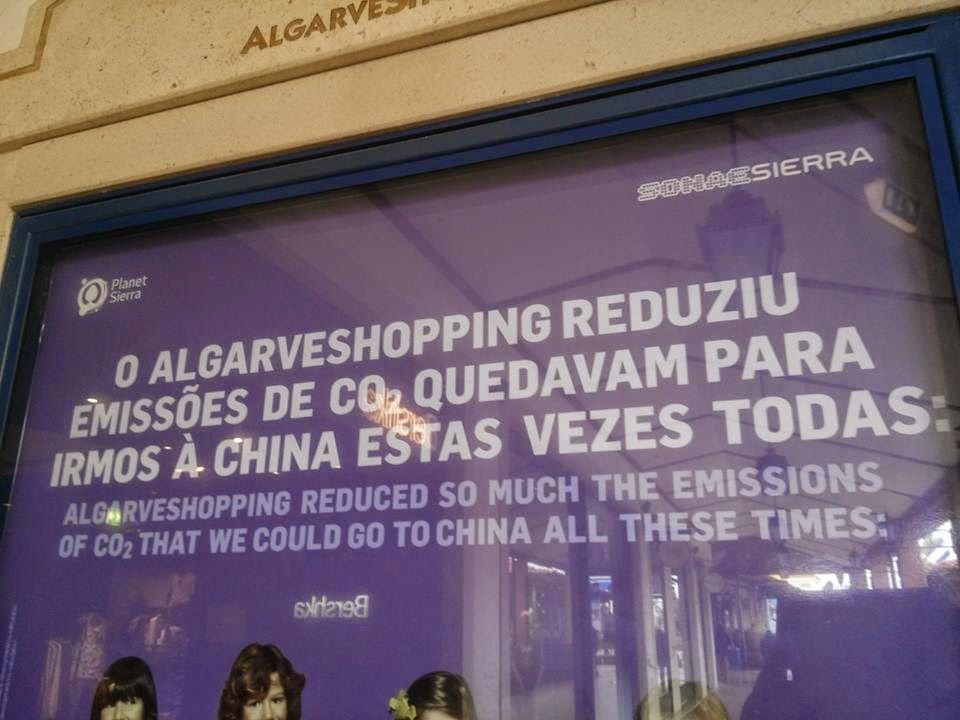 ALGARVESH
SONAESIERRA
Planet
Sierra
O ALGARVESHOPPING REDUZIU
EMISSÕES DE CO₂ QUEDAVAM PARA
IRMOS À CHINA ESTAS VEZES TODAS:
ALGARVESHOPPING REDUCED SO MUCH THE EMISSIONS
OF CO₂ THAT WE COULD GO TO CHINA ALL THESE TIMES:
Bershka